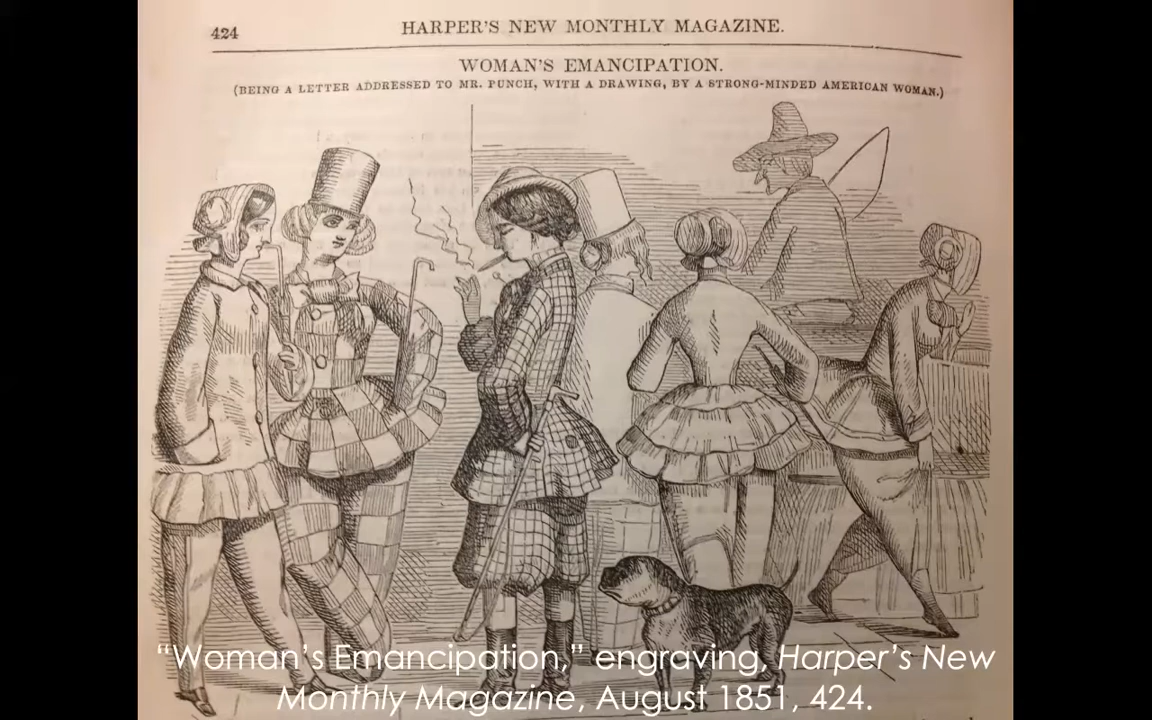 424
HARPER'S NEW MONTHLY MAGAZINE.
WOMAN'S EMANCIPATION.
(BEING A LETTER ADDRESSED TO MR. PUNCH, WITH A DRAWING, BY A STRONG-MINDED AMERICAN WOMAN.)
“Woman’s Emancipation,” engraving, Harper’s New
Monthly Magazine, August 1851, 424.